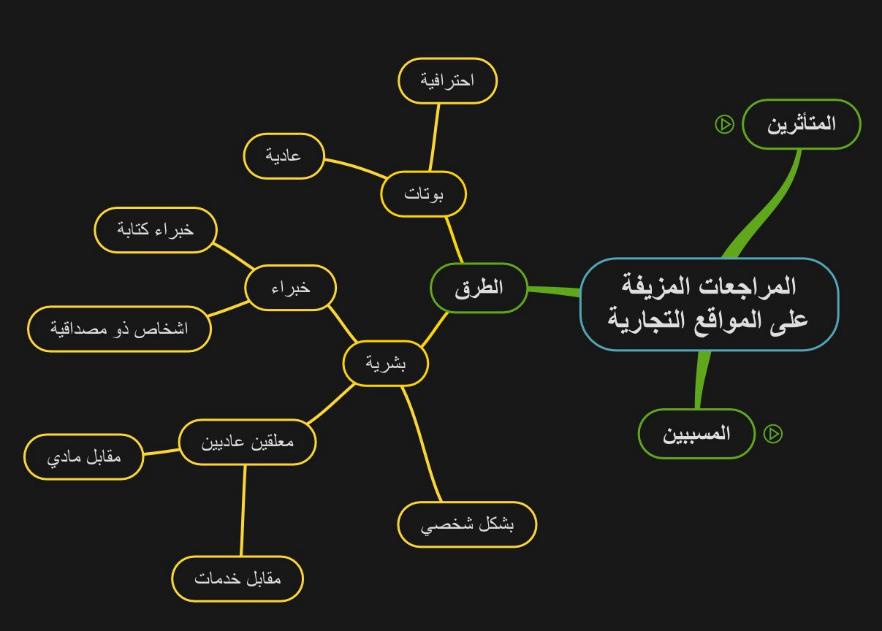 المراجعات المزيفة
على المواقع التجارية
المتأثرين
الطرق
المسببين
بوتات
احترافية
عادية
بشرية
خبراء
خبراء كتابة
اشخاص ذو مصداقية
معلقين عاديين
مقابل مادي
مقابل خدمات
بشكل شخصي